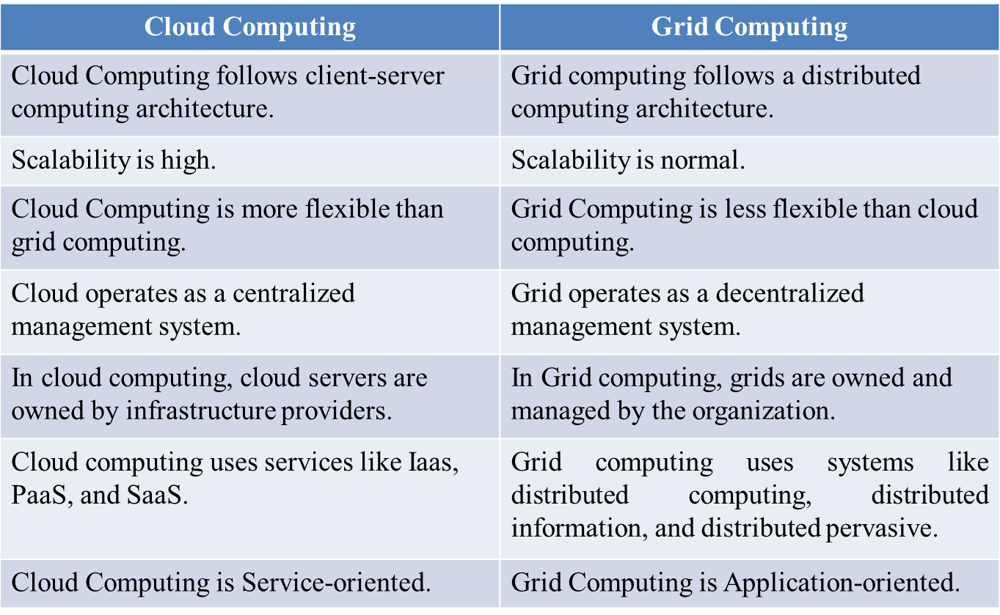 Cloud Computing
Grid Computing
Cloud Computing follows client-server
computing architecture.
Grid computing follows a distributed
computing architecture.
Scalability is high.
Scalability is normal.
Cloud Computing is more flexible than
grid computing.
Grid Computing is less flexible than cloud
computing.
Cloud operates as a centralized
management system.
Grid operates as a decentralized
management system.
In cloud computing, cloud servers are
owned by infrastructure providers.
In Grid computing, grids are owned and
managed by the organization.
Cloud computing uses services like Iaas,
PaaS, and SaaS.
Grid computing uses systems like
distributed computing, distributed
information, and distributed pervasive.
Cloud Computing is Service-oriented.
Grid Computing is Application-oriented.